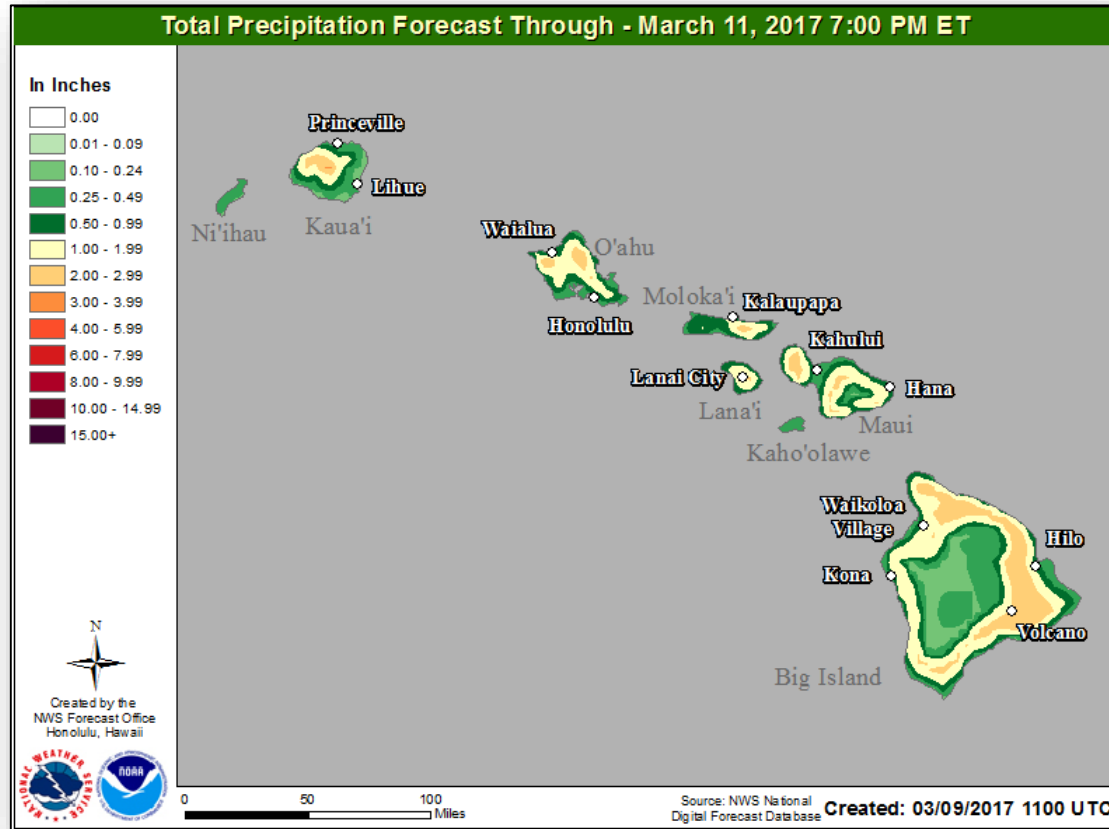 Total Precipitation Forecast Through - March 11, 2017 7:00 PM ET
In Inches
0.00
0.01 - 0.09
0.10 - 0.24
0.25 - 0.49
0.50 - 0.99
1.00 - 1.99
2.00 - 2.99
3.00 - 3.99
4.00 - 5.99
6.00 - 7.99
8.00 - 9.99
10.00 - 14.99
15.00+
Princeville
Lihue
Ni'ihau
Kaua'i
Waialua
O'ahu
Honolulu
Moloka'i
Kalaupapa
Kahului
Lanai City
Hana
Lana'i
Maui
Kaho'olawe
Waikoloa
Village
Hilo
Kona
Volcano
Big Island
N
Created by the
NWS Forecast Office
Honolulu, Hawaii
NATIONAL WEATHER SERVICE
NOAA
0 50 100
Miles
Source: NWS National
Digital Forecast Database
Created: 03/09/2017 1100 UTC